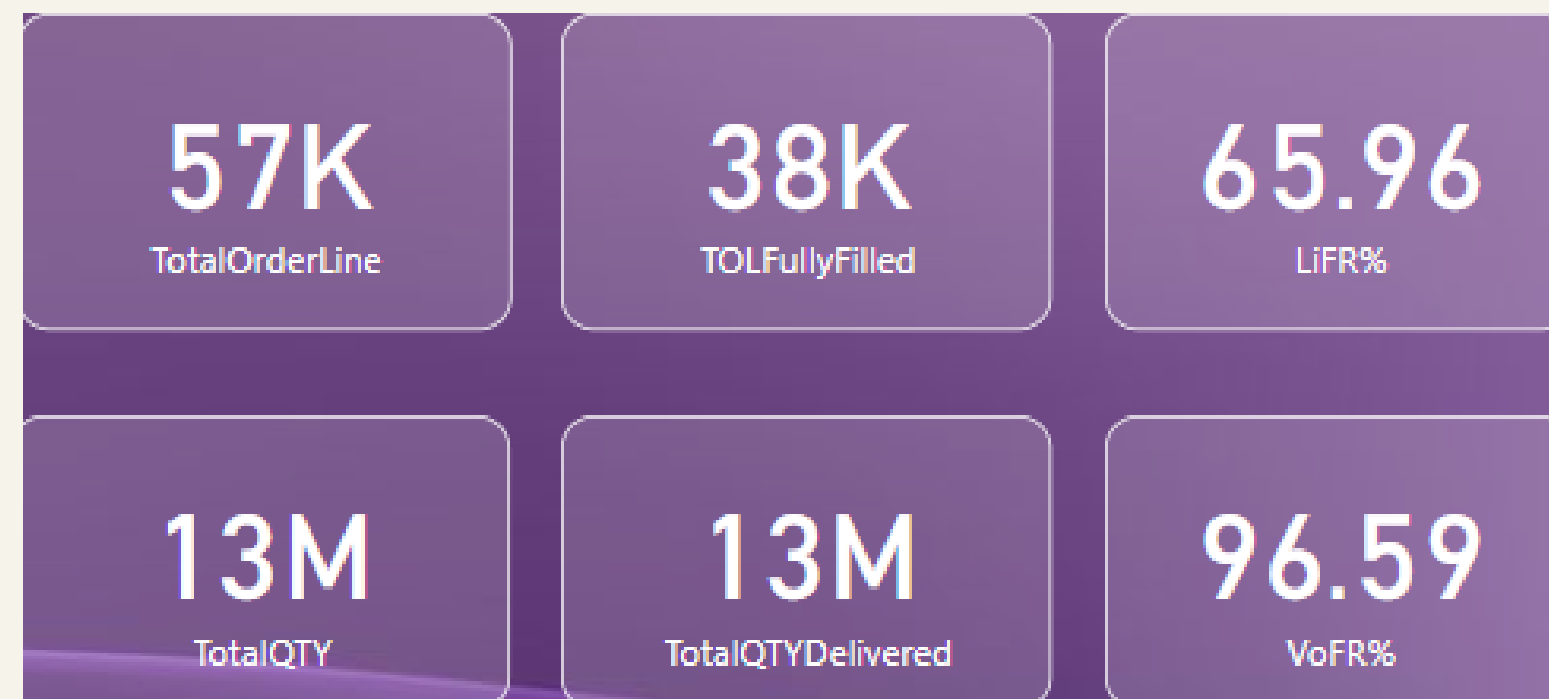 57K
TotalOrderLine
38K
TOLFullyFilled
65.96
LiFR%
13M
TotalQTY
13M
TotalQTYDelivered
96.59
VoFR%